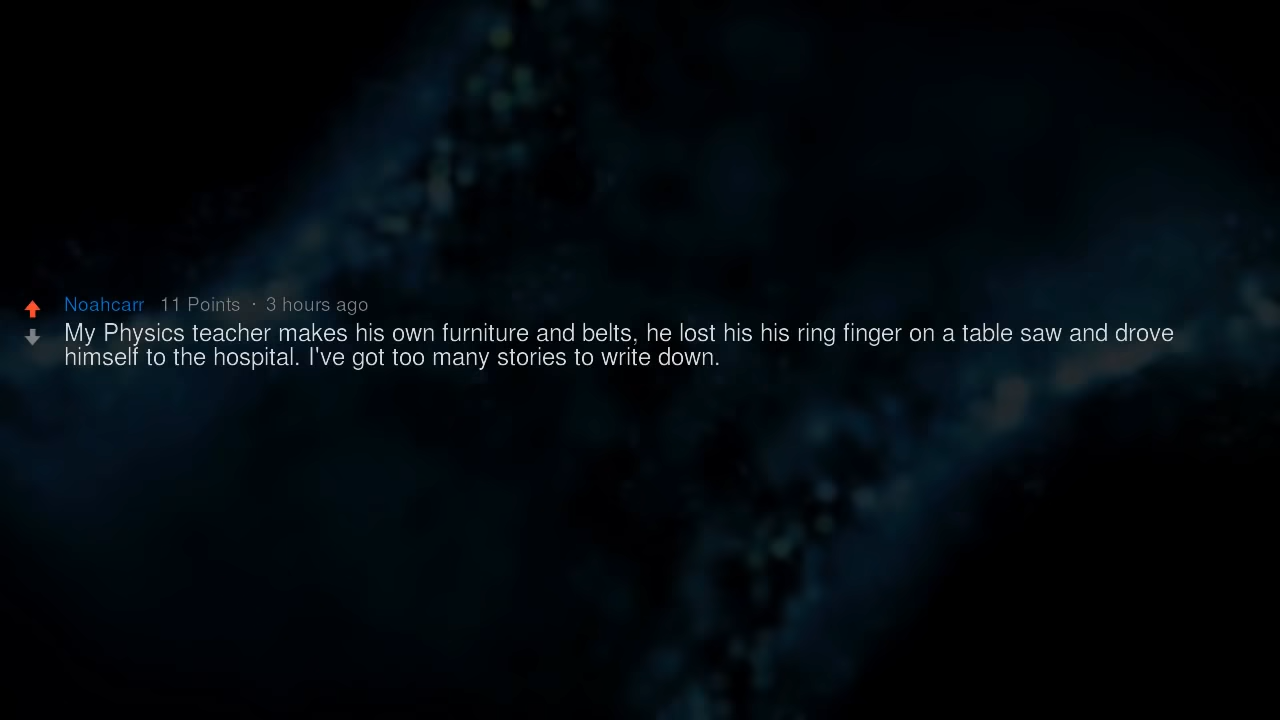 Noahcarr 11 Points · 3 hours ago
My Physics teacher makes his own furniture and belts, he lost his his ring finger on a table saw and drove
himself to the hospital. I've got too many stories to write down.